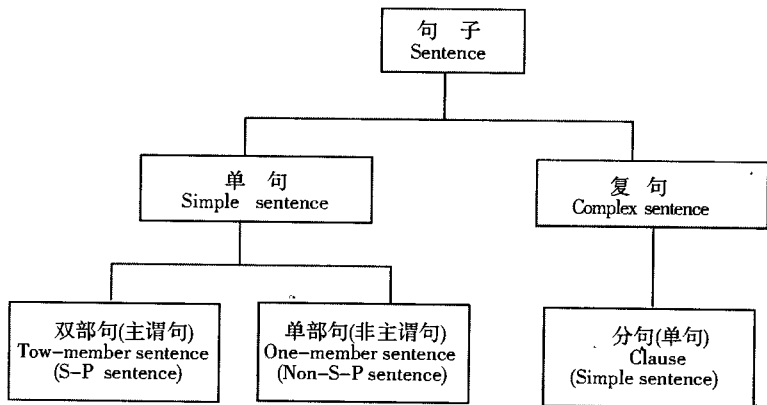 句 子
Sentence
单 句
Simple sentence
复 句
Complex sentence
双部句(主谓句)
Tow-member sentence
(S-P sentence)
单部句(非主谓句)
One-member sentence
(Non-S-P sentence)
分句(单句)
Clause
(Simple sentence)